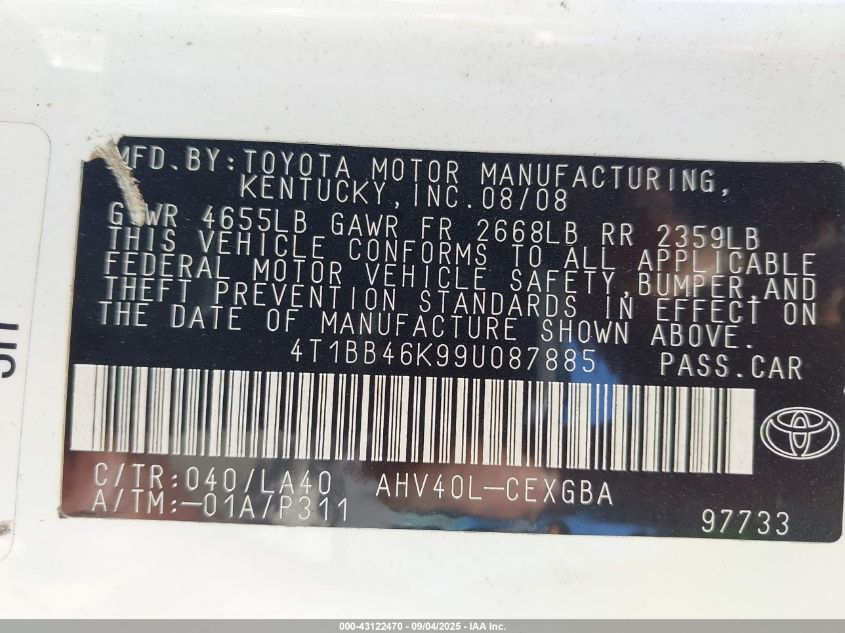 MFD. BY: TOYOTA MOTOR MANUFACTURING,
KENTUCKY, INC. 08/08
GVWR 4655LB GAWR FR 2668LB RR 2359LB
THIS VEHICLE CONFORMS TO ALL APPLICABLE
FEDERAL MOTOR VEHICLE SAFETY, BUMPER, AND
THEFT PREVENTION STANDARDS IN EFFECT ON
THE DATE OF MANUFACTURE SHOWN ABOVE.
4T1BB46K99U087885 PASS.CAR
C/TR: 040/LA40 AHV40L-CEXGBA
A/TM:-01A/P311
97733
000-43122470 - 09/04/2025 - IAA Inc.